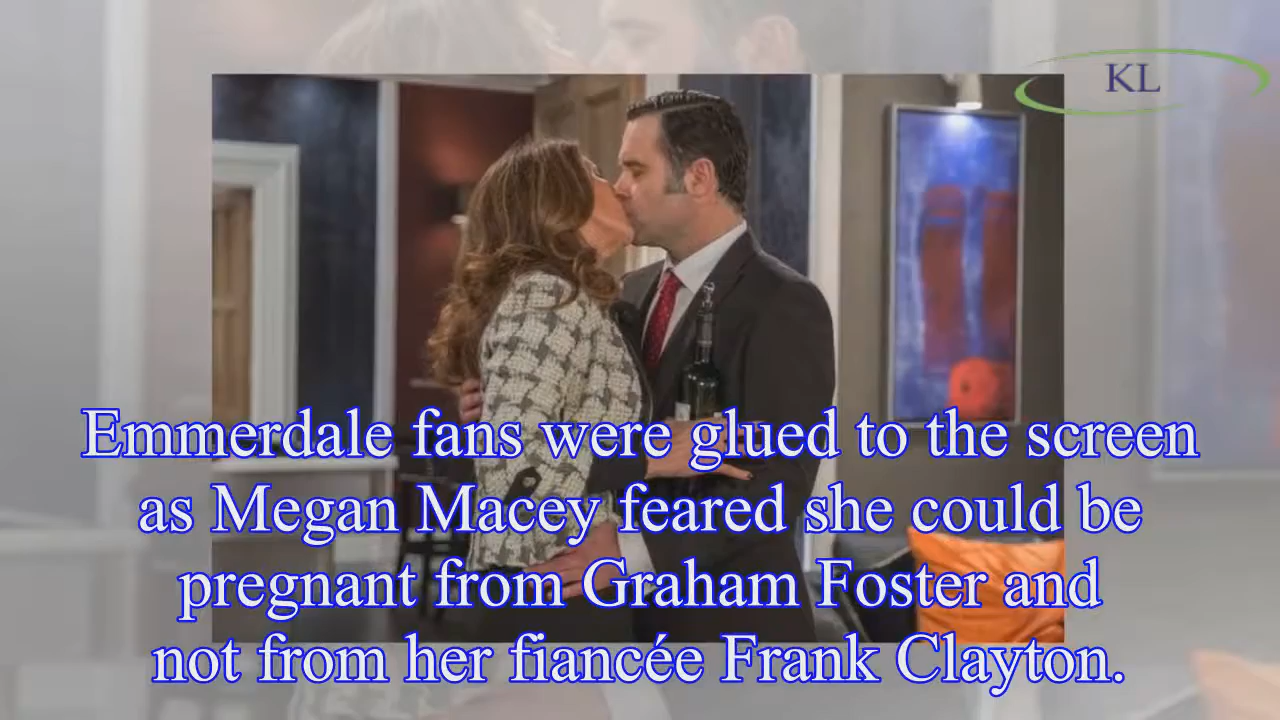 KL
Emmerdale fans were glued to the screen
as Megan Macey feared she could be
pregnant from Graham Foster and
not from her fiancée Frank Clayton.